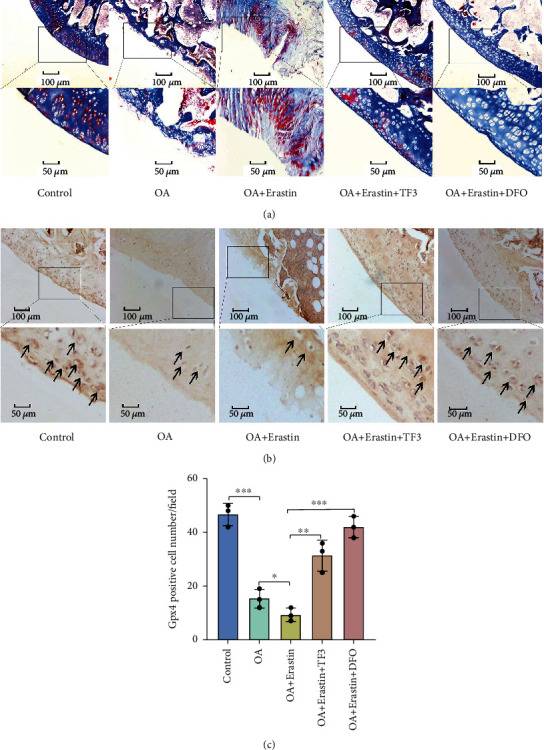 100 μm 100 μm 100 μm 100 μm 100 μm
50 μm 50 μm 50 μm 50 μm 50 μm
Control OA OA+Erastin OA+Erastin+TF3 OA+Erastin+DFO
(a)
100 μm 100 μm 100 μm 100 μm 100 μm
50 μm 50 μm 50 μm 50 μm 50 μm
Control OA OA+Erastin OA+Erastin+TF3 OA+Erastin+DFO
(b)
Gpx4 positive cell number/field
60
40
20
0
***
*
**
***
Control
OA
OA+Erastin
OA+Erastin+TF3
OA+Erastin+DFO
(c)